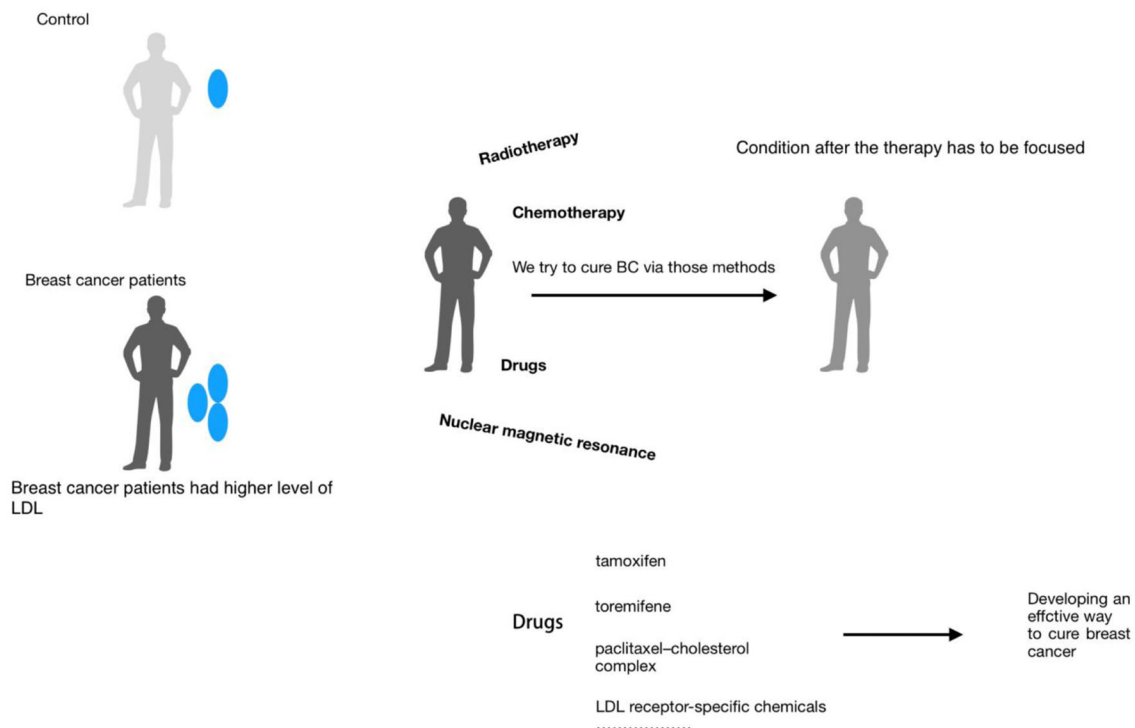 Control
Breast cancer patients
Breast cancer patients had higher level of
LDL
Radiotherapy
Chemotherapy
We try to cure BC via those methods
Drugs
Nuclear magnetic resonance
Condition after the therapy has to be focused
Drugs
tamoxifen
toremifene
paclitaxel–cholesterol
complex
LDL receptor-specific chemicals
...................
Developing an
effctive way
to cure breast
cancer